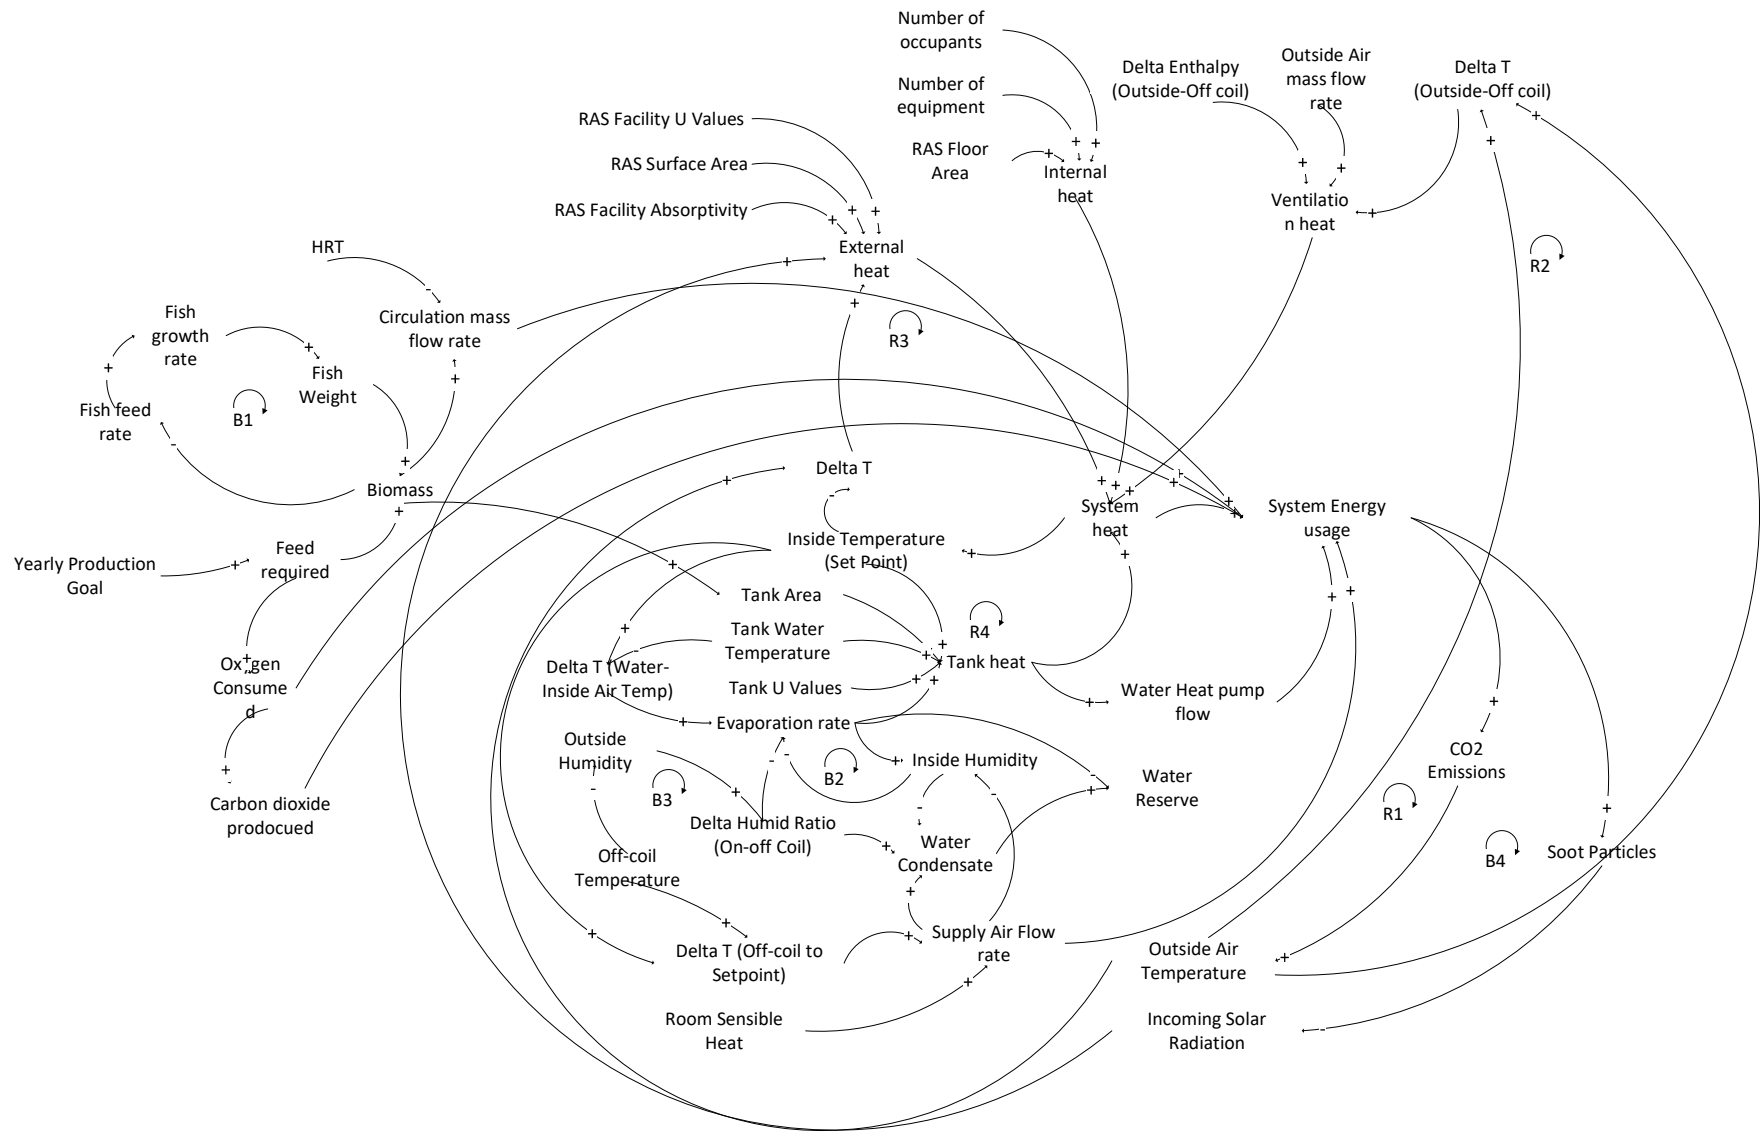 Number of
occupants
Number of
equipment
RAS Floor
Area
Internal
heat
Delta Enthalpy
(Outside-Off coil)
Outside Air
mass flow
rate
Delta T
(Outside-Off coil)
Ventilatio
n heat
R2
RAS Facility U Values
RAS Surface Area
RAS Facility Absorptivity
External
heat
R3
HRT
Circulation mass
flow rate
Fish
growth
rate
Fish
Weight
Fish feed
rate
B1
Biomass
Feed
required
Yearly Production
Goal
Oxygen
Consume
d
Carbon dioxide
prodocued
Delta T
Inside Temperature
(Set Point)
System
heat
System Energy
usage
Tank Area
Tank Water
Temperature
Tank U Values
Tank heat
R4
Delta T (Water-
Inside Air Temp)
Evaporation rate
Water Heat pump
flow
Outside
Humidity
B3
B2
Inside Humidity
Water
Reserve
Delta Humid Ratio
(On-off Coil)
Water
Condensate
Off-coil
Temperature
Delta T (Off-coil to
Setpoint)
Supply Air Flow
rate
Room Sensible
Heat
CO2
Emissions
R1
B4
Soot Particles
Outside Air
Temperature
Incoming Solar
Radiation